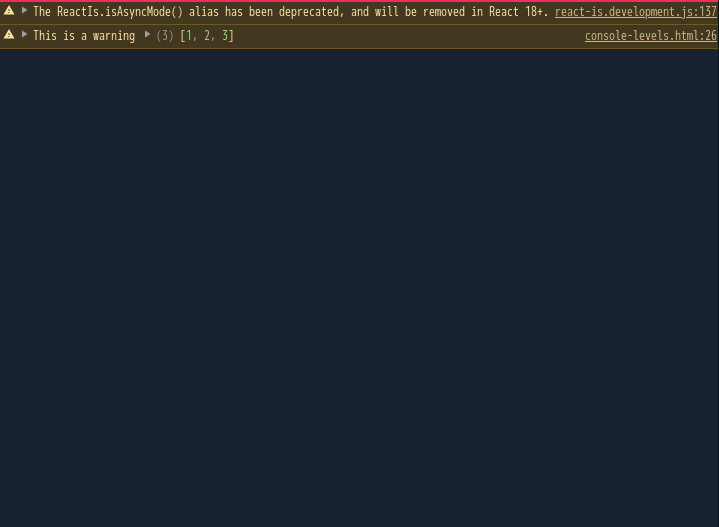 The ReactIs.isAsyncMode() alias has been deprecated, and will be removed in React 18+. react-is.development.js:137
This is a warning (3) [1, 2, 3] console-levels.html:26